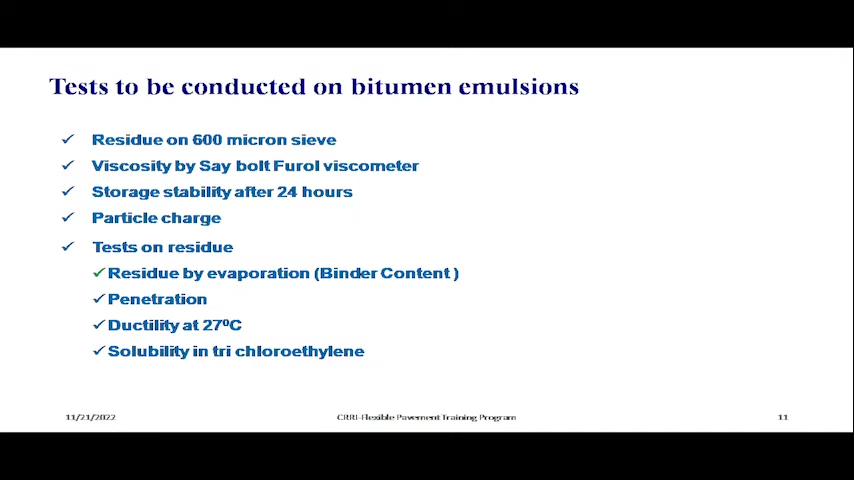 Tests to be conducted on bitumen emulsions
✓ Residue on 600 micron sieve
✓ Viscosity by Say bolt Furol viscometer
✓ Storage stability after 24 hours
✓ Particle charge
✓ Tests on residue
✓ Residue by evaporation (Binder Content )
✓ Penetration
✓ Ductility at 27⁰C
✓ Solubility in tri chloroethylene
11/21/2022 CRRI-Flexible Pavement Training Program 11